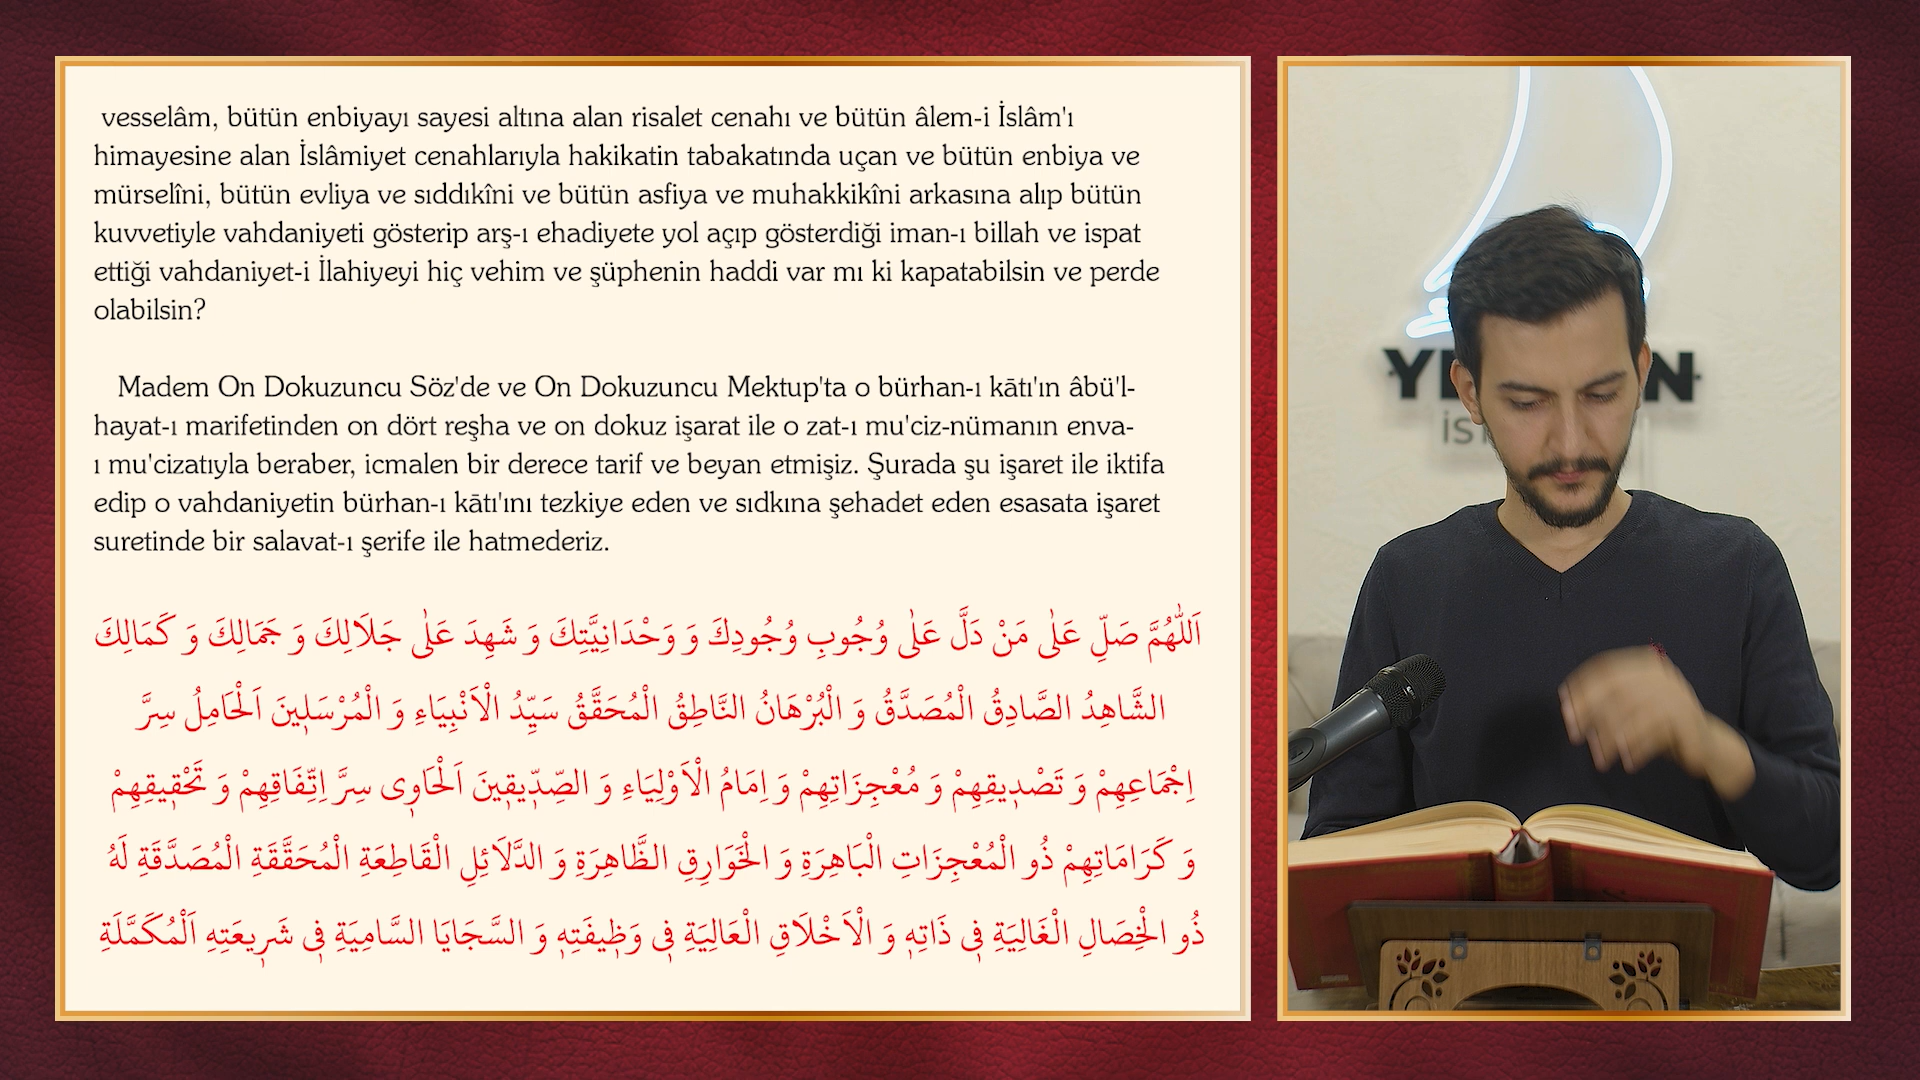 vesselâm, bütün enbiyayı sayesi altına alan risalet cenahı ve bütün âlem-i İslâm'ı
himayesine alan İslâmiyet cenahlarıyla hakikatin tabakatında uçan ve bütün enbiya ve
mürselîni, bütün evliya ve sıddıkîni ve bütün asfiya ve muhakkikîni arkasına alıp bütün
kuvvetiyle vahdaniyeti gösterip arş-ı ehadiyete yol açıp gösterdiği iman-ı billah ve ispat
ettiği vahdaniyet-i İlahiyeyi hiç vehim ve şüphenin haddi var mı ki kapatabilsin ve perde
olabilsin?
Madem On Dokuzuncu Söz'de ve On Dokuzuncu Mektup'ta o bürhan-ı kātı'ın âbü'l-
hayat-ı marifetinden on dört reşha ve on dokuz işarat ile o zat-ı mu'ciz-nümanın enva-
ı mu'cizatıyla beraber, icmalen bir derece tarif ve beyan etmişiz. Şurada şu işaret ile iktifa
edip o vahdaniyetin bürhan-ı kātı'ını tezkiye eden ve sıdkına şehadet eden esasata işaret
suretinde bir salavat-ı şerife ile hatmederiz.
اَللّٰهُمَّ صَلِّ عَلٰى مَنْ دَلَّ عَلٰى وُجُوبِ وُجُودِكَ وَ وَحْدَانِيَّتِكَ وَ شَهِدَ عَلٰى جَلَالِكَ وَ جَمَالِكَ وَ كَمَالِكَ
الشَّاهِدُ الصَّادِقُ الْمُصَدَّقُ وَ الْبُرْهَانُ النَّاطِقُ الْمُحَقَّقُ سَيِّدُ الْاَنْبِيَاءِ وَ الْمُرْسَلٖينَ اَلْحَامِلُ سِرَّ
اِجْمَاعِهِمْ وَ تَصْدٖيقِهِمْ وَ مُعْجِزَاتِهِمْ وَ اِمَامُ الْاَوْلِيَاءِ وَ الصِّدّٖيقٖينَ اَلْحَاوٖى سِرَّ اِتِّفَاقِهِمْ وَ تَحْقٖيقِهِمْ
وَ كَرَامَاتِهِمْ ذُو الْمُعْجِزَاتِ الْبَاهِرَةِ وَ الْخَوَارِقِ الظَّاهِرَةِ وَ الدَّلَائِلِ الْقَاطِعَةِ الْمُحَقَّقَةِ الْمُصَدَّقَةِ لَهُ
ذُو الْخِصَالِ الْغَالِيَةِ فٖى ذَاتِهٖ وَ الْاَخْلَاقِ الْعَالِيَةِ فٖى وَظٖيفَتِهٖ وَ السَّجَايَا السَّامِيَةِ فٖى شَرٖيعَتِهِ اَلْمُكَمَّلَةِ